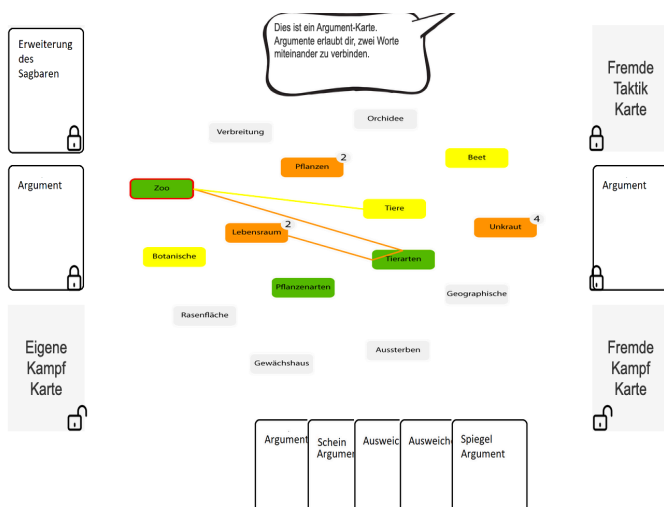 Dies ist ein Argument-Karte.
Argumente erlaubt dir, zwei Worte
miteinander zu verbinden.
Erweiterung
des
Sagbaren
Fremde
Taktik
Karte
Orchidee
Verbreitung
Pflanzen
2
Beet
Argument
Zoo
Tiere
Argument
Lebensraum
2
Unkraut
4
Botanische
Tierarten
Pflanzenarten
Geographische
Rasenfläche
Eigene
Kampf
Karte
Fremde
Kampf
Karte
Aussterben
Gewächshaus
Argument
Schein
Argumen
Ausweic
Ausweich
Spiegel
Argument